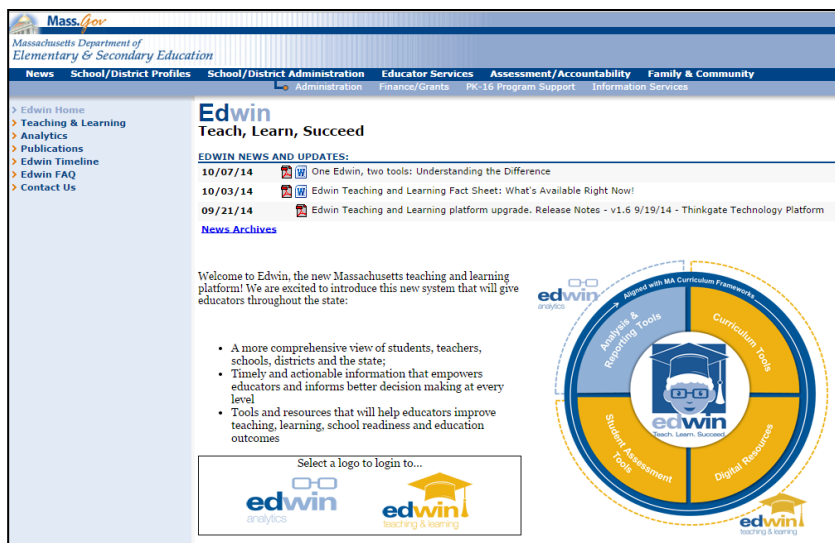 Mass.Gov
Massachusetts Department of
Elementary & Secondary Education
News School/District Profiles School/District Administration Educator Services Assessment/Accountability Family & Community
Administration Finance/Grants PK-16 Program Support Information Services
Edwin Home
Teaching & Learning
Analytics
Publications
Edwin Timeline
Edwin FAQ
Contact Us
Edwin
Teach, Learn, Succeed
EDWIN NEWS AND UPDATES:
10/07/14 One Edwin, two tools: Understanding the Difference
10/03/14 Edwin Teaching and Learning Fact Sheet: What's Available Right Now!
09/21/14 Edwin Teaching and Learning platform upgrade. Release Notes - v1.6 9/19/14 - Thinkgate Technology Platform
News Archives
Welcome to Edwin, the new Massachusetts teaching and learning
platform! We are excited to introduce this new system that will give
educators throughout the state:
• A more comprehensive view of students, teachers,
schools, districts and the state;
• Timely and actionable information that empowers
educators and informs better decision making at every
level
• Tools and resources that will help educators improve
teaching, learning, school readiness and education
outcomes
Select a logo to login to...
edwin
analytics
edwin
teaching & learning
edwin
analytics
Aligned with MA Curriculum Frameworks
Analysis &
Reporting Tools
Curriculum Tools
Student Assessment
Tools
Digital Resources
edwin
Teach. Learn. Succeed.
edwin
teaching & learning